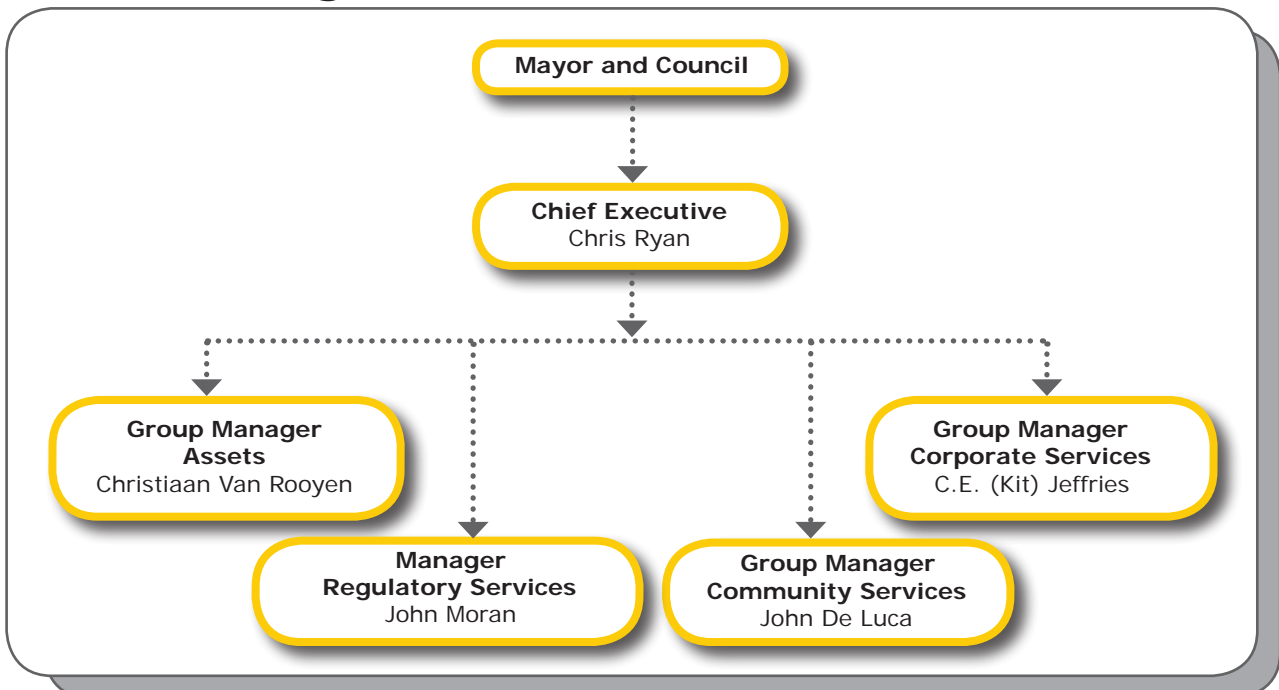 Mayor and Council
Chief Executive
Chris Ryan
Group Manager
Assets
Christiaan Van Rooyen
Group Manager
Corporate Services
C.E. (Kit) Jeffries
Manager
Regulatory Services
John Moran
Group Manager
Community Services
John De Luca